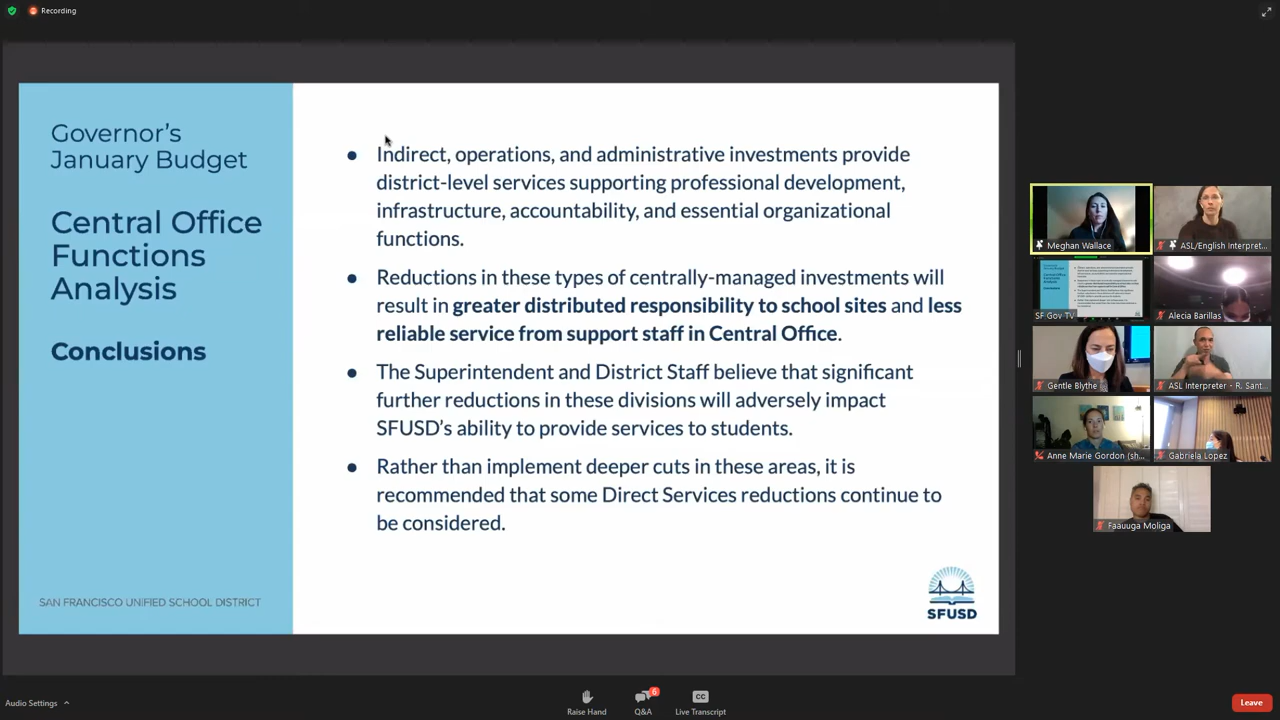 Recording
Governor's
January Budget
Central Office
Functions
Analysis
Conclusions
SAN FRANCISCO UNIFIED SCHOOL DISTRICT
● Indirect, operations, and administrative investments provide
district-level services supporting professional development,
infrastructure, accountability, and essential organizational
functions.
● Reductions in these types of centrally-managed investments will
result in greater distributed responsibility to school sites and less
reliable service from support staff in Central Office.
● The Superintendent and District Staff believe that significant
further reductions in these divisions will adversely impact
SFUSD's ability to provide services to students.
● Rather than implement deeper cuts in these areas, it is
recommended that some Direct Services reductions continue to
be considered.
SFUSD
Meghan Wallace
ASL/English Interpret...
SF Gov TV
Alecia Barillas
Gentle Blythe
ASL Interpreter - R. Sant...
Anne Marie Gordon (sh...
Gabriela Lopez
Faauuga Moliga
Audio Settings
Raise Hand
6
Q&A
CC
Live Transcript
Leave